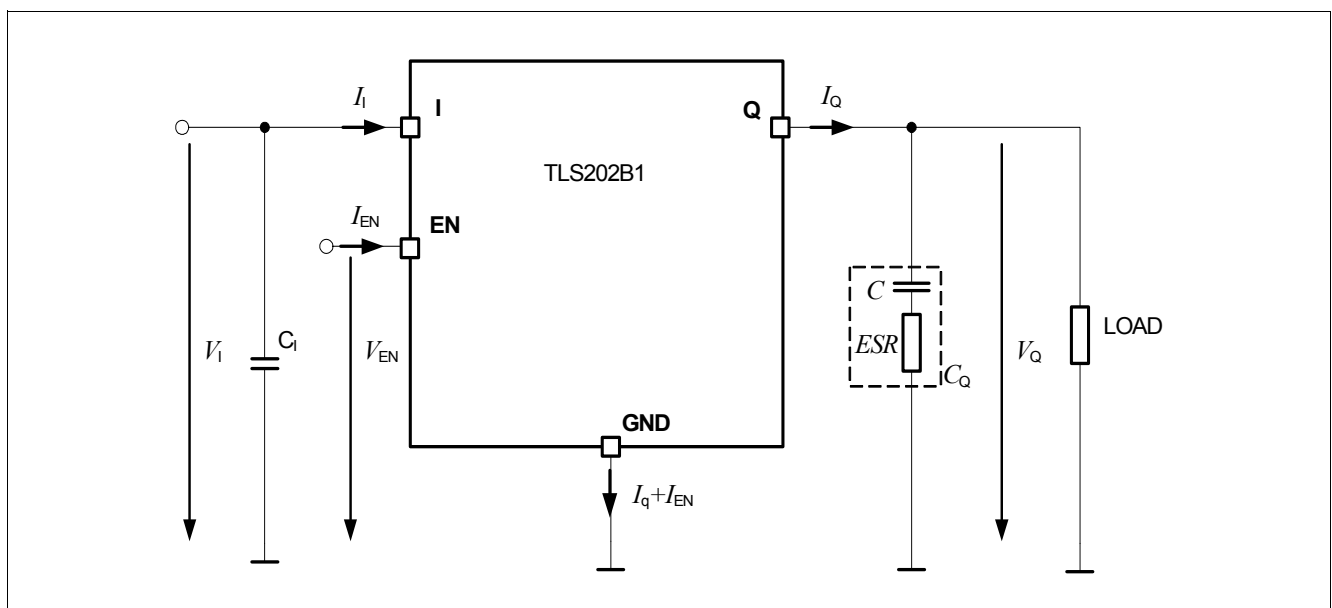 I_I
I
Q
I_Q
TLS202B1
I_EN
EN
C
V_I
C_I
V_EN
ESR
C_Q
V_Q
LOAD
GND
I_q+I_EN